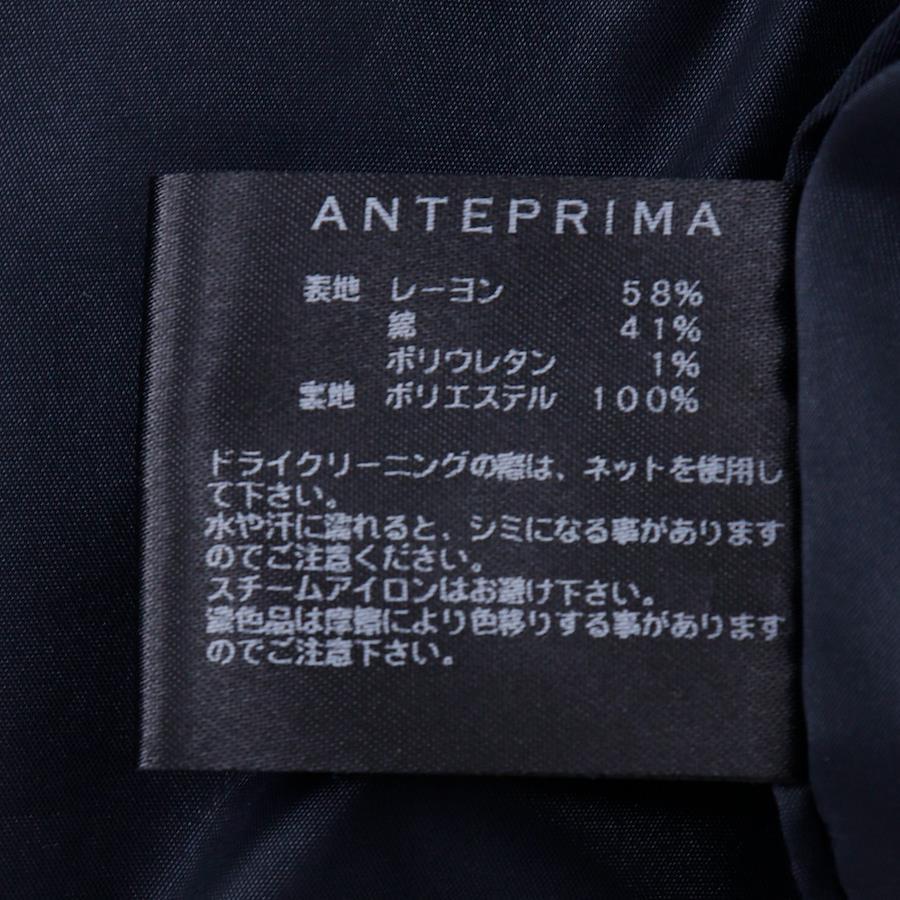 ANTEPRIMA
表地 レーヨン 58%
綿 41%
ポリウレタン 1%
裏地 ポリエステル 100%
ドライクリーニングの際は、ネットを使用し
て下さい。
水や汗に濡れると、シミになる事があります
のでご注意ください。
スチームアイロンはお避け下さい。
濃色品は摩擦により色移りする事があります
のでご注意下さい。